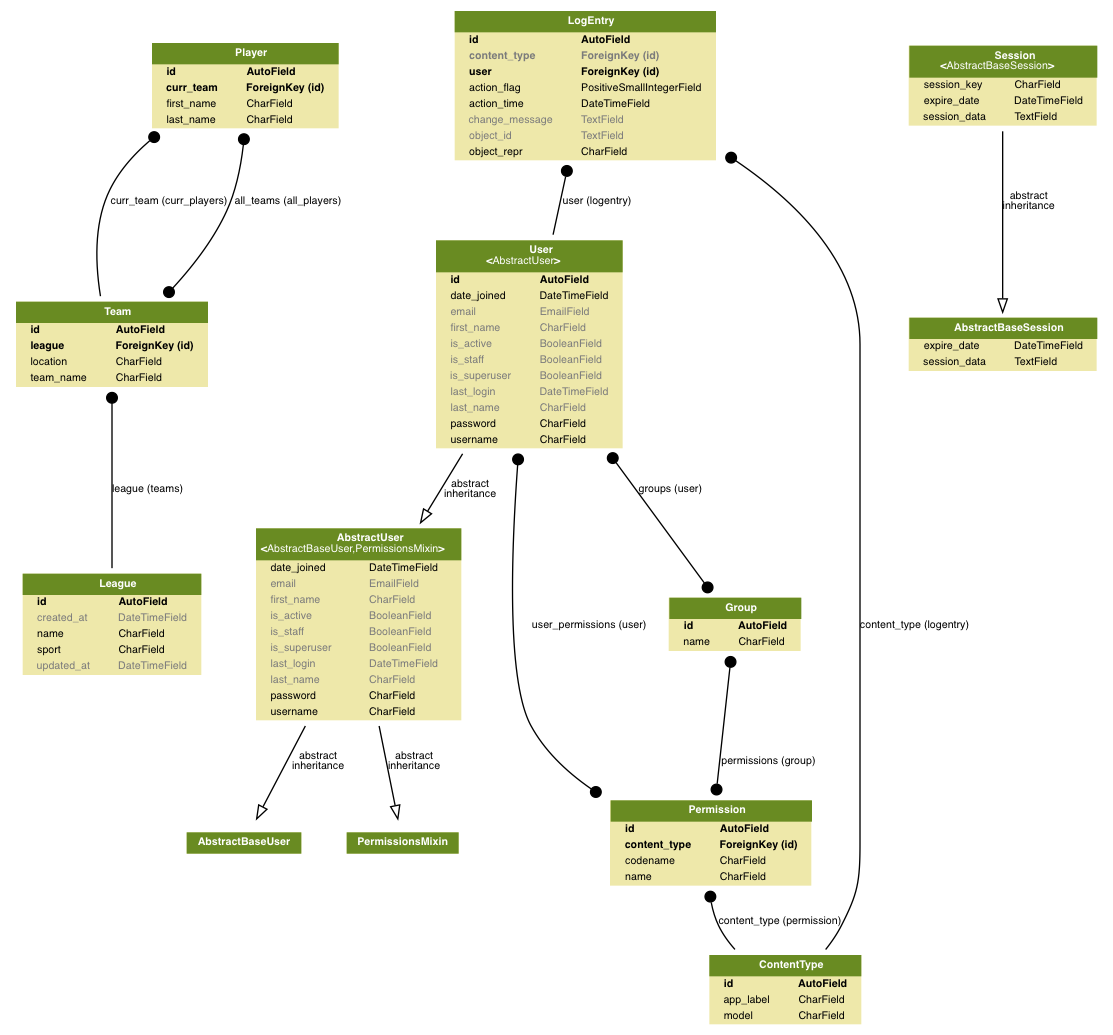 Player
id AutoField
curr_team ForeignKey (id)
first_name CharField
last_name CharField
curr_team (curr_players)
all_teams (all_players)
Team
id AutoField
league ForeignKey (id)
location CharField
team_name CharField
league (teams)
League
id AutoField
created_at DateTimeField
name CharField
sport CharField
updated_at DateTimeField
LogEntry
id AutoField
content_type ForeignKey (id)
user ForeignKey (id)
action_flag PositiveSmallIntegerField
action_time DateTimeField
change_message TextField
object_id TextField
object_repr CharField
user (logentry)
User
<AbstractUser>
id AutoField
date_joined DateTimeField
email EmailField
first_name CharField
is_active BooleanField
is_staff BooleanField
is_superuser BooleanField
last_login DateTimeField
last_name CharField
password CharField
username CharField
abstract
inheritance
groups (user)
AbstractUser
<AbstractBaseUser,PermissionsMixin>
date_joined DateTimeField
email EmailField
first_name CharField
is_active BooleanField
is_staff BooleanField
is_superuser BooleanField
last_login DateTimeField
last_name CharField
password CharField
username CharField
abstract
inheritance
abstract
inheritance
AbstractBaseUser
PermissionsMixin
user_permissions (user)
Group
id AutoField
name CharField
permissions (group)
Permission
id AutoField
content_type ForeignKey (id)
codename CharField
name CharField
content_type (permission)
content_type (logentry)
ContentType
id AutoField
app_label CharField
model CharField
Session
<AbstractBaseSession>
session_key CharField
expire_date DateTimeField
session_data TextField
abstract
inheritance
AbstractBaseSession
expire_date DateTimeField
session_data TextField